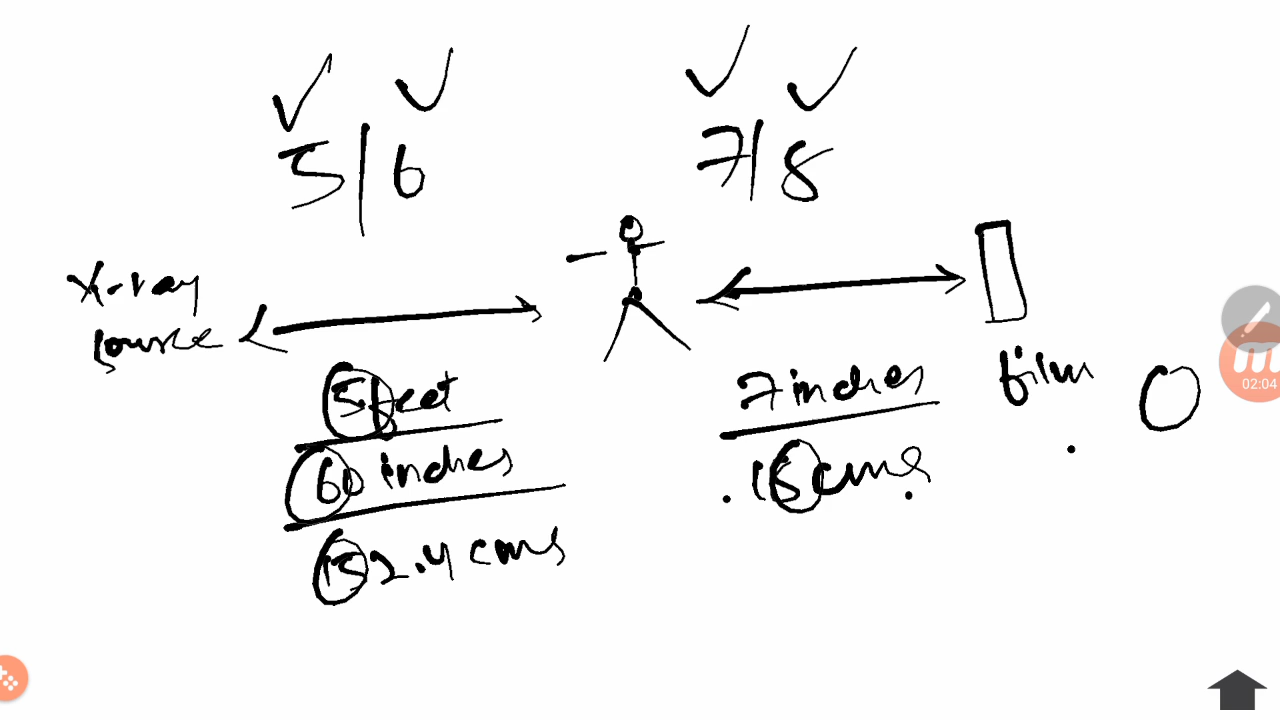 5|6
7|8
X-ray
source
film
5 feet
60 inches
152.4 cms
7 inches
18 cms
02:04